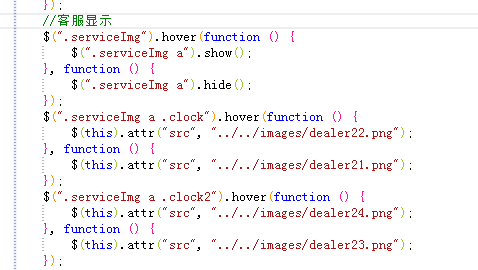 });
//客服显示
$(".serviceImg").hover(function () {
$(".serviceImg a").show();
}, function () {
$(".serviceImg a").hide();
});
$(".serviceImg a .clock").hover(function () {
$(this).attr("src", "../../images/dealer22.png");
}, function () {
$(this).attr("src", "../../images/dealer21.png");
});
$(".serviceImg a .clock2").hover(function () {
$(this).attr("src", "../../images/dealer24.png");
}, function () {
$(this).attr("src", "../../images/dealer23.png");
});